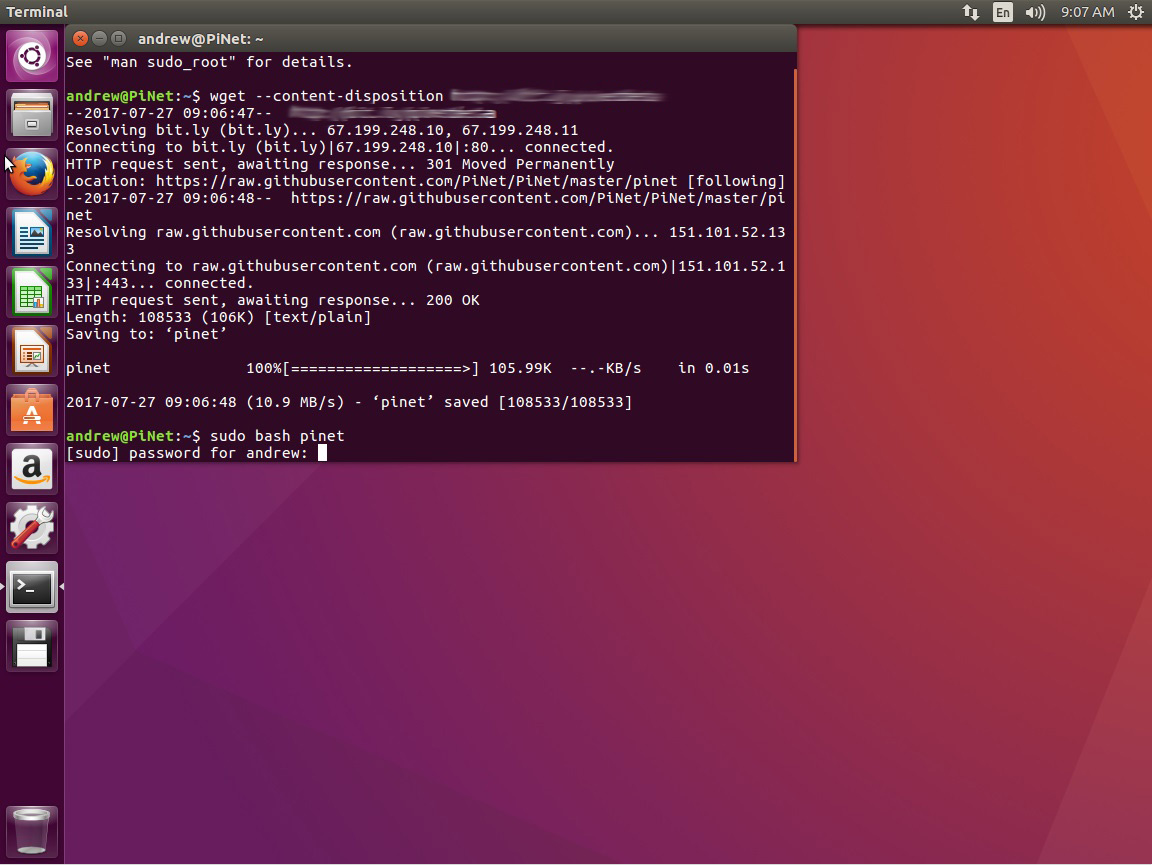 Terminal
En
9:07 AM
andrew@PiNet: ~
See "man sudo_root" for details.
andrew@PiNet:~$ wget --content-disposition
--2017-07-27 09:06:47--
Resolving bit.ly (bit.ly)... 67.199.248.10, 67.199.248.11
Connecting to bit.ly (bit.ly)|67.199.248.10|:80... connected.
HTTP request sent, awaiting response... 301 Moved Permanently
Location: https://raw.githubusercontent.com/PiNet/PiNet/master/pinet [following]
--2017-07-27 09:06:48--  https://raw.githubusercontent.com/PiNet/PiNet/master/pi
net
Resolving raw.githubusercontent.com (raw.githubusercontent.com)... 151.101.52.13
3
Connecting to raw.githubusercontent.com (raw.githubusercontent.com)|151.101.52.1
33|:443... connected.
HTTP request sent, awaiting response... 200 OK
Length: 108533 (106K) [text/plain]
Saving to: ‘pinet’
pinet 100%[===================>] 105.99K --.-KB/s in 0.01s
2017-07-27 09:06:48 (10.9 MB/s) - ‘pinet’ saved [108533/108533]
andrew@PiNet:~$ sudo bash pinet
[sudo] password for andrew: